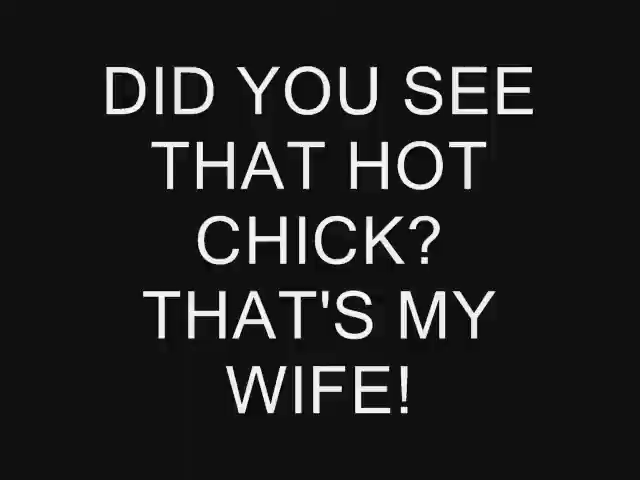 DID YOU SEE
THAT HOT
CHICK?
THAT'S MY
WIFE!